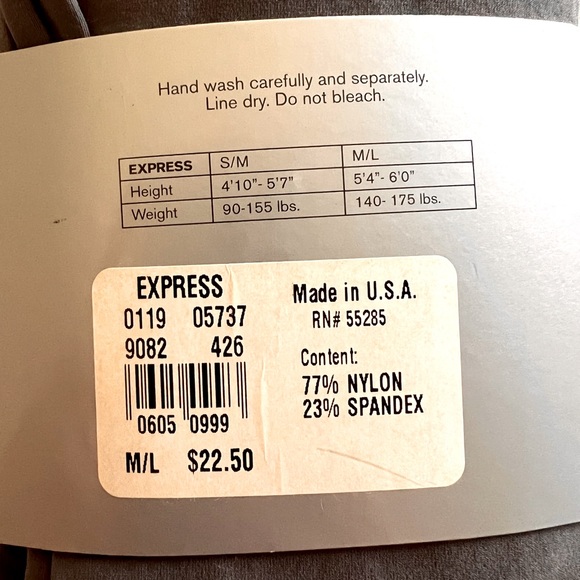 Hand wash carefully and separately.
Line dry. Do not bleach.
EXPRESS S/M M/L
Height 4'10"- 5'7" 5'4"- 6'0"
Weight 90-155 lbs. 140- 175 lbs.
EXPRESS
0119 05737
9082 426
0605 0999
M/L $22.50
Made in U.S.A.
RN# 55285
Content:
77% NYLON
23% SPANDEX